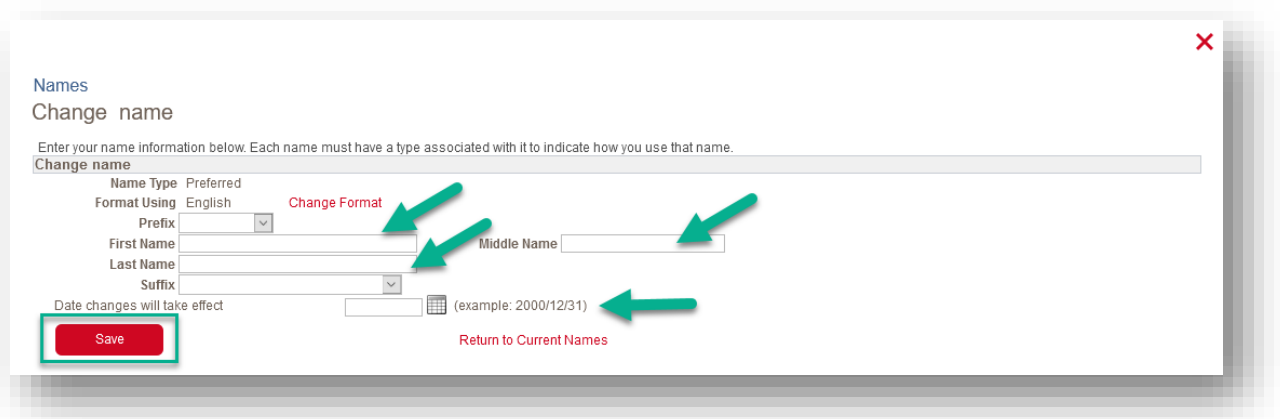 Names
Change name
Enter your name information below. Each name must have a type associated with it to indicate how you use that name.
Change name
Name Type Preferred
Format Using English Change Format
Prefix
First Name Middle Name
Last Name
Suffix
Date changes will take effect (example: 2000/12/31)
Save Return to Current Names